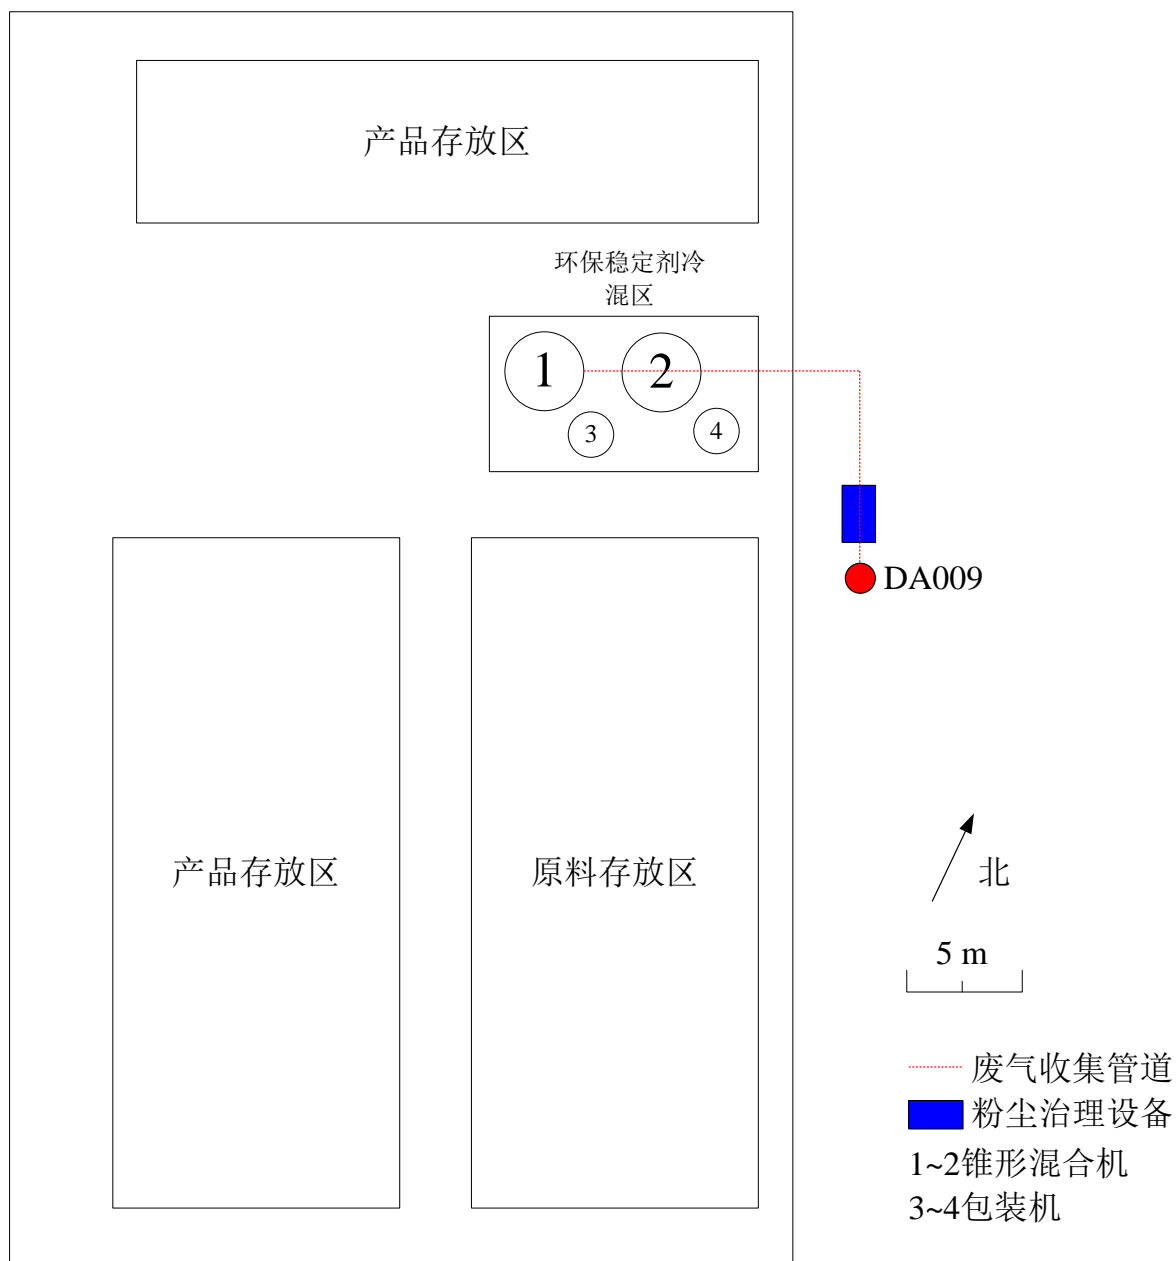 产品存放区
环保稳定剂冷
混区
1
2
3
4
DA009
产品存放区
原料存放区
北
5 m
废气收集管道
粉尘治理设备
1~2锥形混合机
3~4包装机